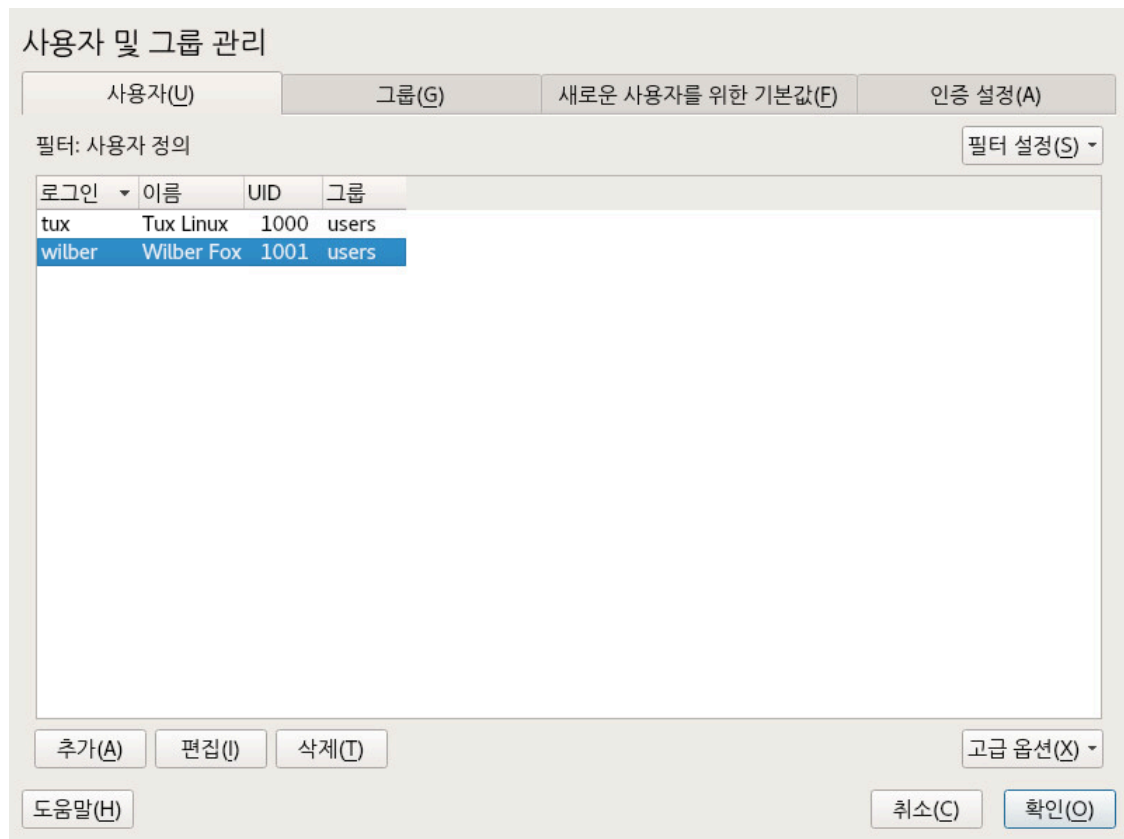 사용자 및 그룹 관리
사용자(U) 그룹(G) 새로운 사용자를 위한 기본값(F) 인증 설정(A)
필터: 사용자 정의 필터 설정(S)
로그인 이름 UID 그룹
tux Tux Linux 1000 users
wilber Wilber Fox 1001 users
추가(A) 편집(I) 삭제(T) 고급 옵션(X)
도움말(H) 취소(C) 확인(O)